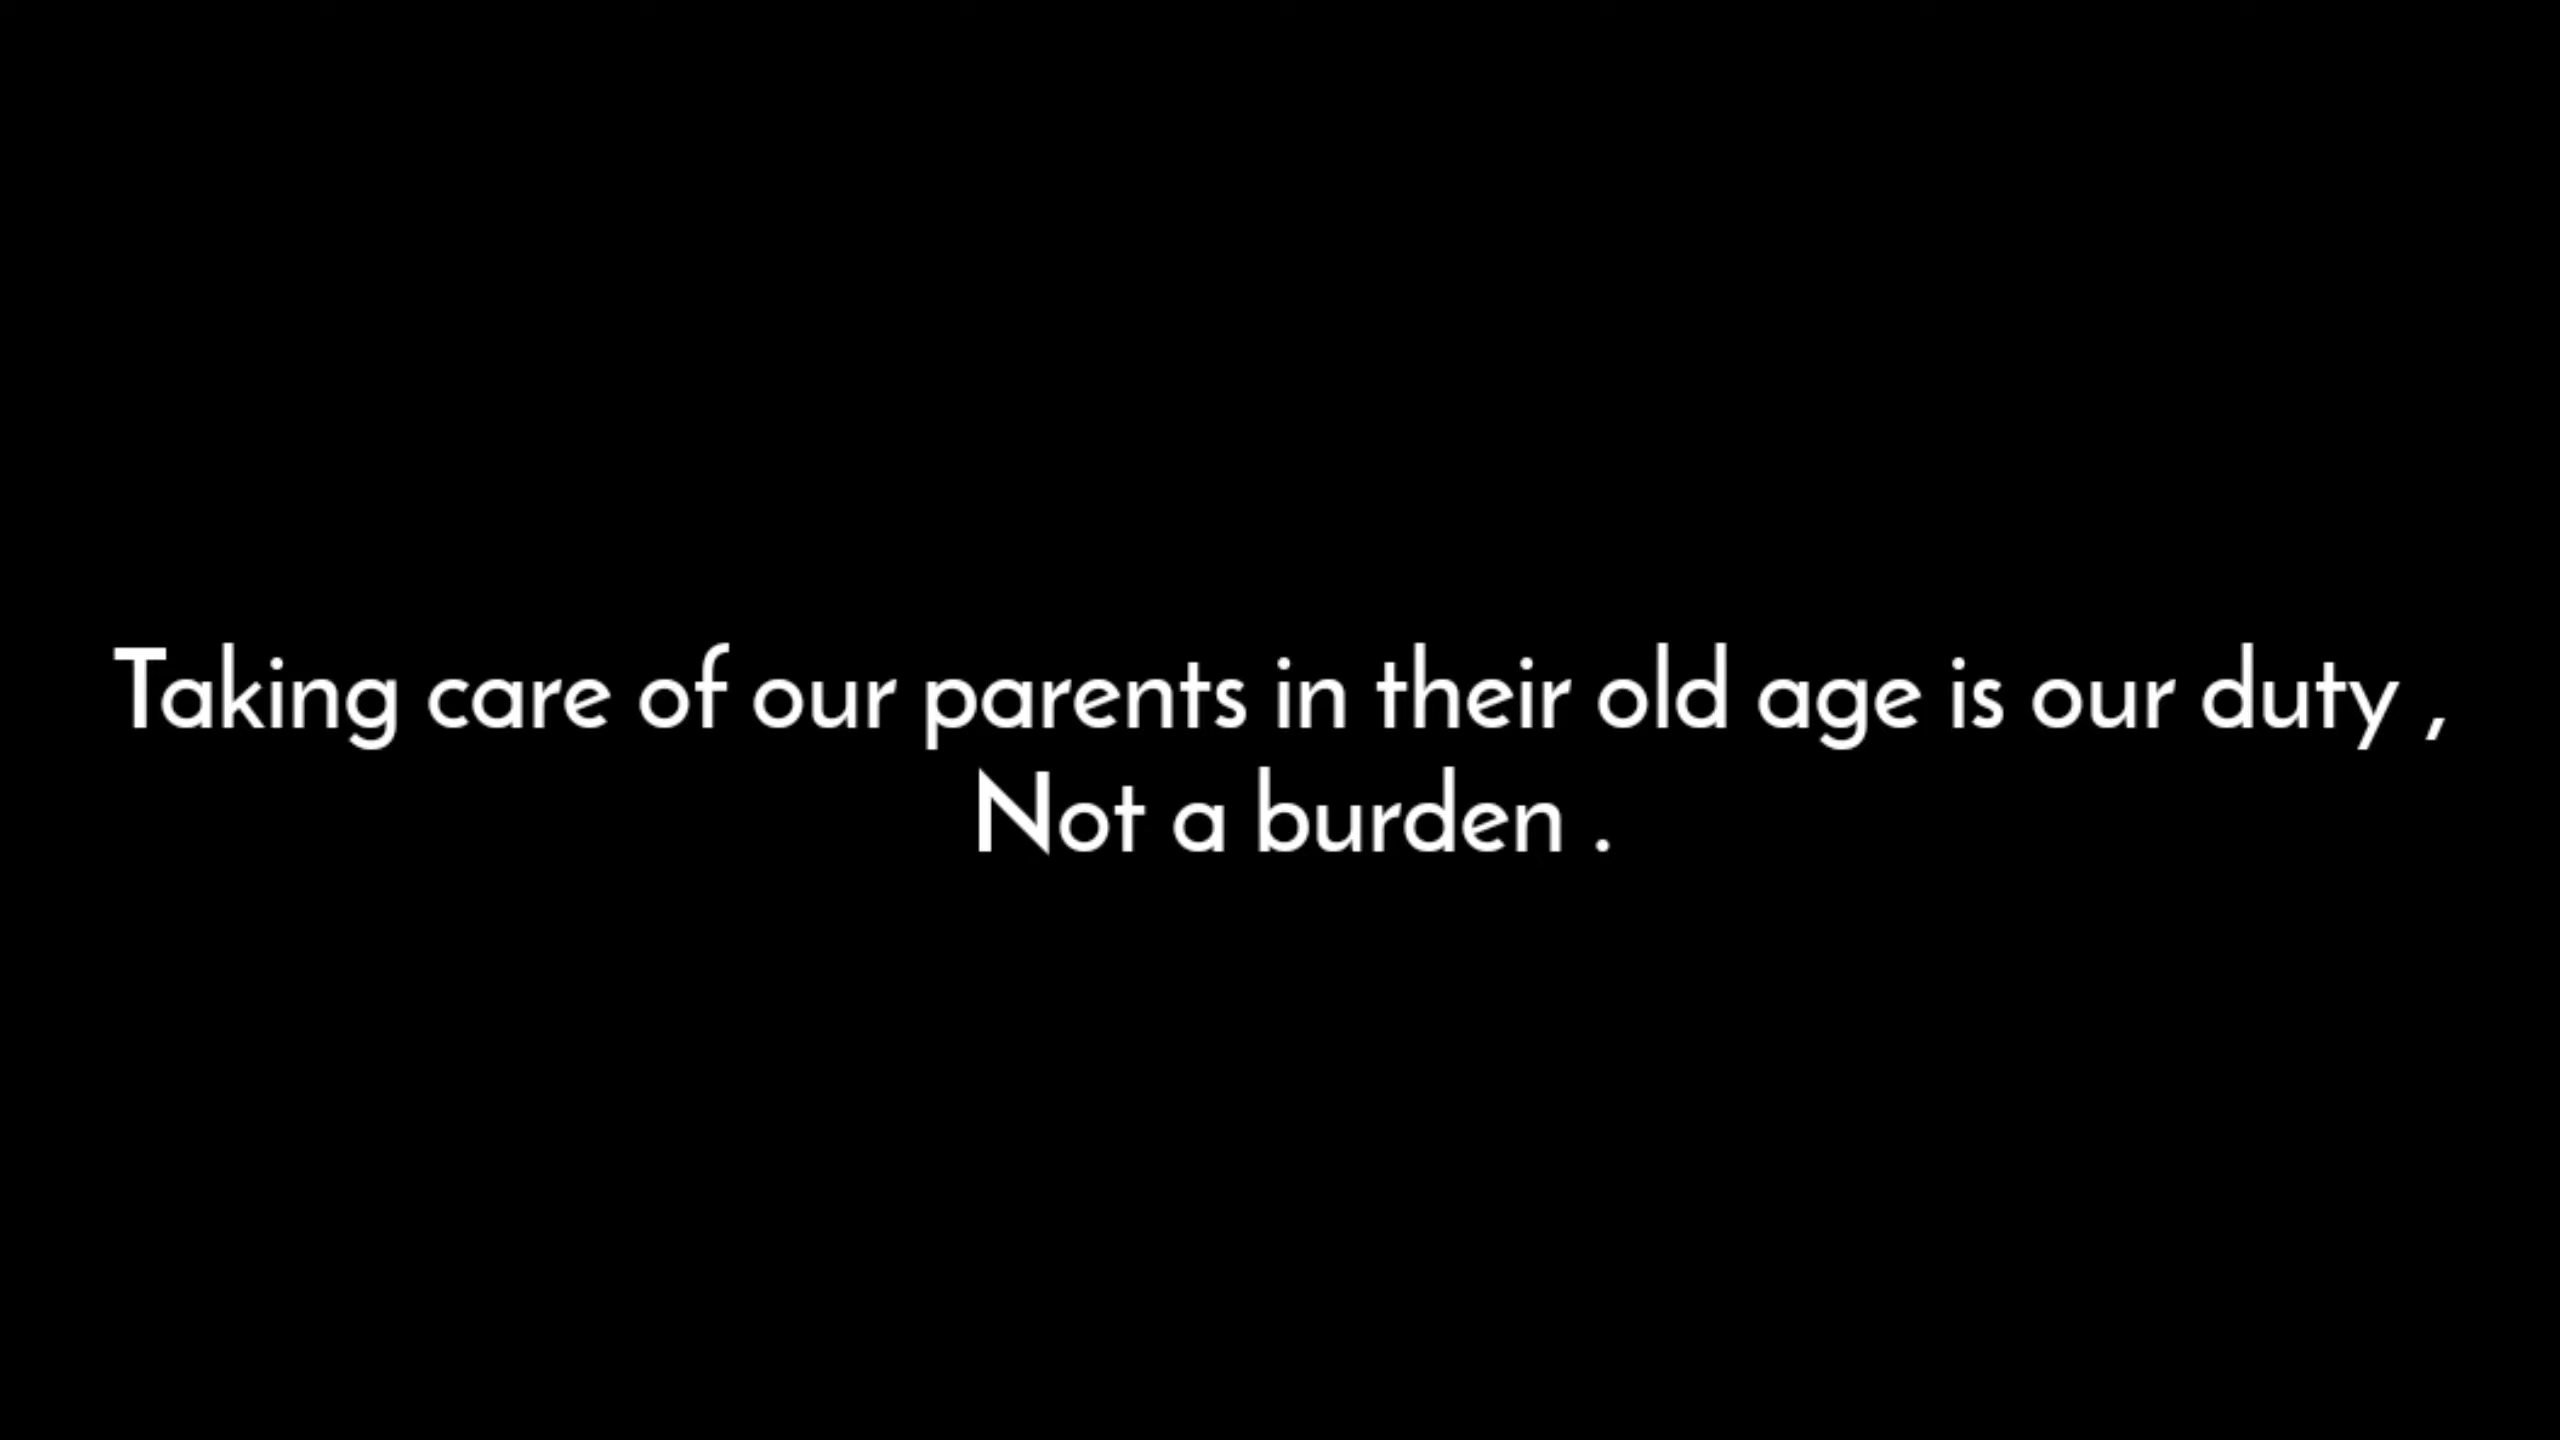 Taking care of our parents in their old age is our duty ,
Not a burden .